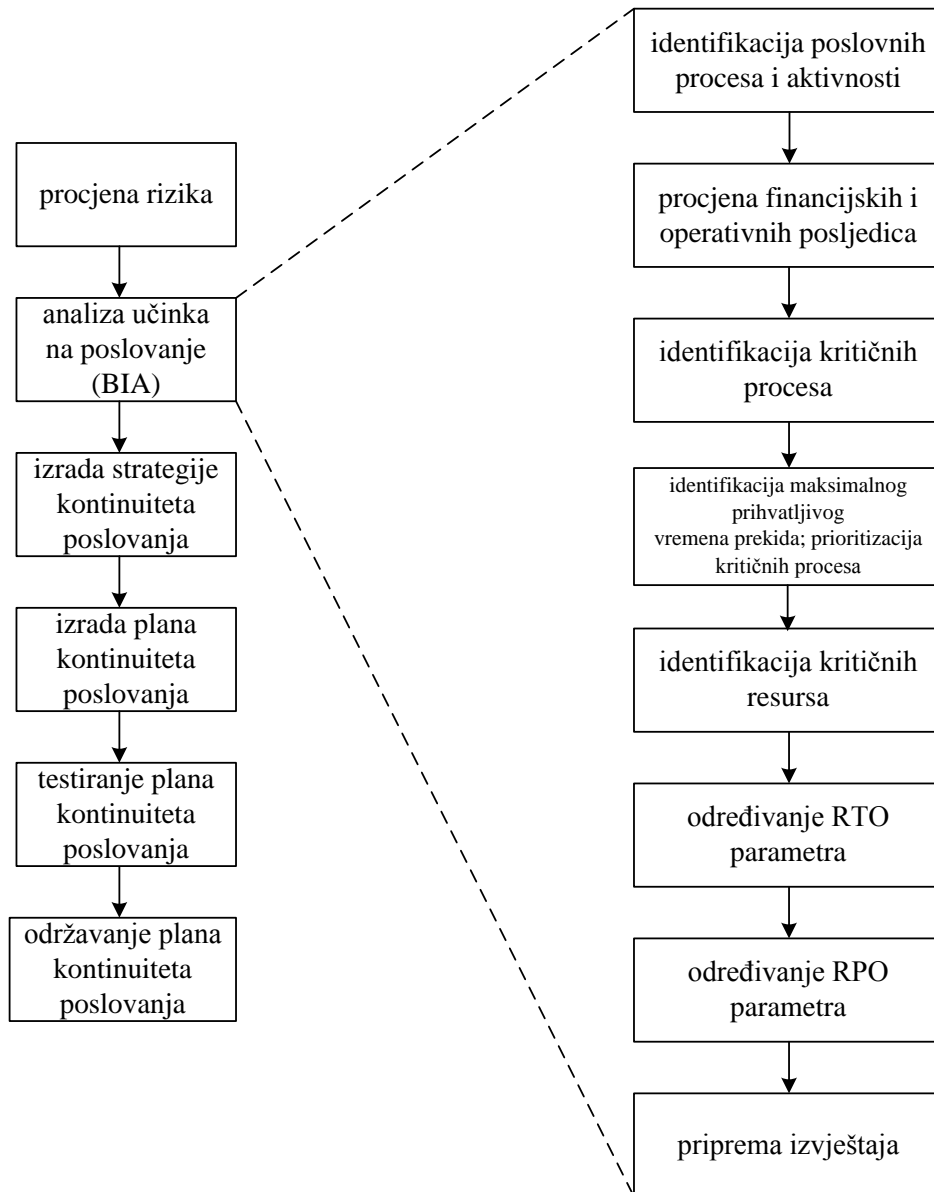 procjena rizika
analiza učinka
na poslovanje
(BIA)
izrada strategije
kontinuiteta
poslovanja
izrada plana
kontinuiteta
poslovanja
testiranje plana
kontinuiteta
poslovanja
održavanje plana
kontinuiteta
poslovanja
identifikacija poslovnih
procesa i aktivnosti
procjena financijskih i
operativnih posljedica
identifikacija kritičnih
procesa
identifikacija maksimalnog
prihvatljivog
vremena prekida; prioritizacija
kritičnih procesa
identifikacija kritičnih
resursa
određivanje RTO
parametra
određivanje RPO
parametra
priprema izvještaja